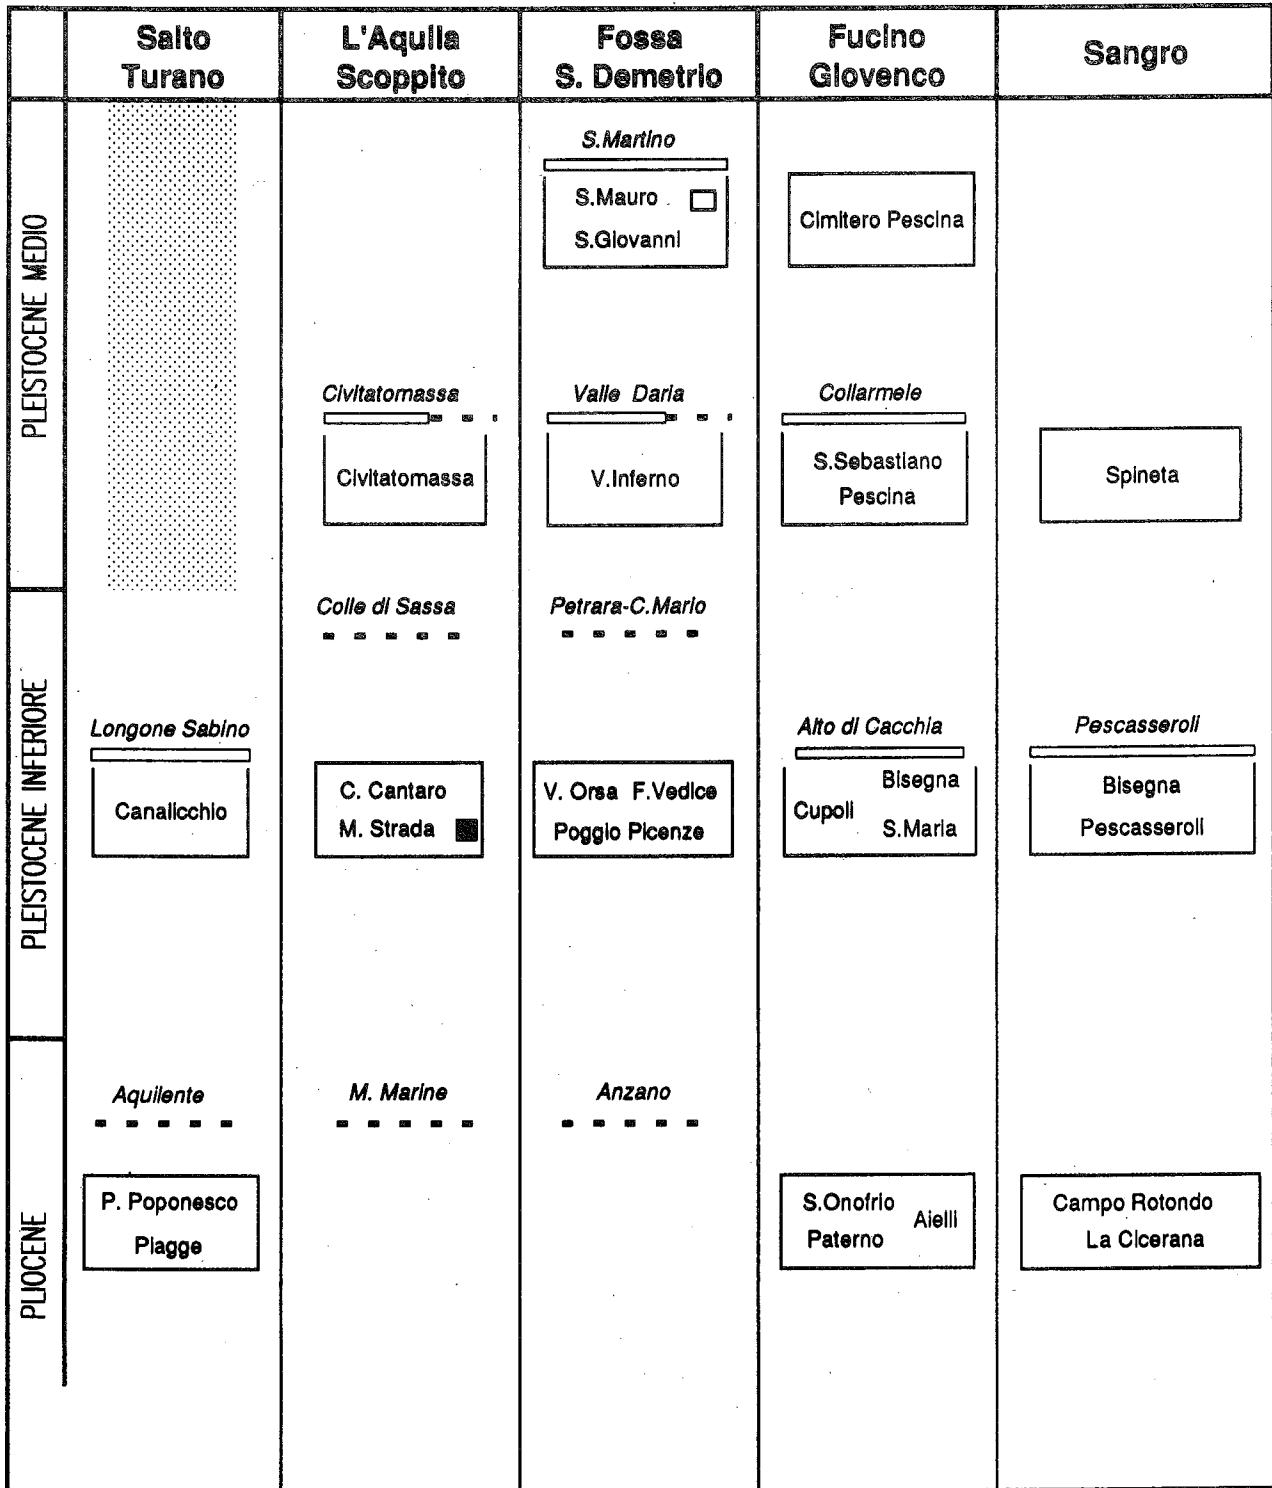 Salto
Turano
L'Aquila
Scoppito
Fossa
S. Demetrio
Fucino
Giovenco
Sangro
PLEISTOCENE MEDIO
S.Martino
S.Mauro
S.Giovanni
Cimitero Pescina
Civitatomassa
Civitatomassa
Valle Daria
V.Inferno
Collarmele
S.Sebastiano
Pescina
Spineta
PLEISTOCENE INFERIORE
Colle di Sassa
Petrara-C.Mario
Longone Sabino
Canalicchio
C. Cantaro
M. Strada
V. Orsa F.Vedice
Poggio Picenze
Alto di Cacchia
Bisegna
Cupoli
S.Maria
Pescasseroli
Bisegna
Pescasseroli
PLIOCENE
Aquilente
M. Marine
Anzano
P. Poponesco
Piagge
S.Onofrio
Aielli
Paterno
Campo Rotondo
La Cicerana